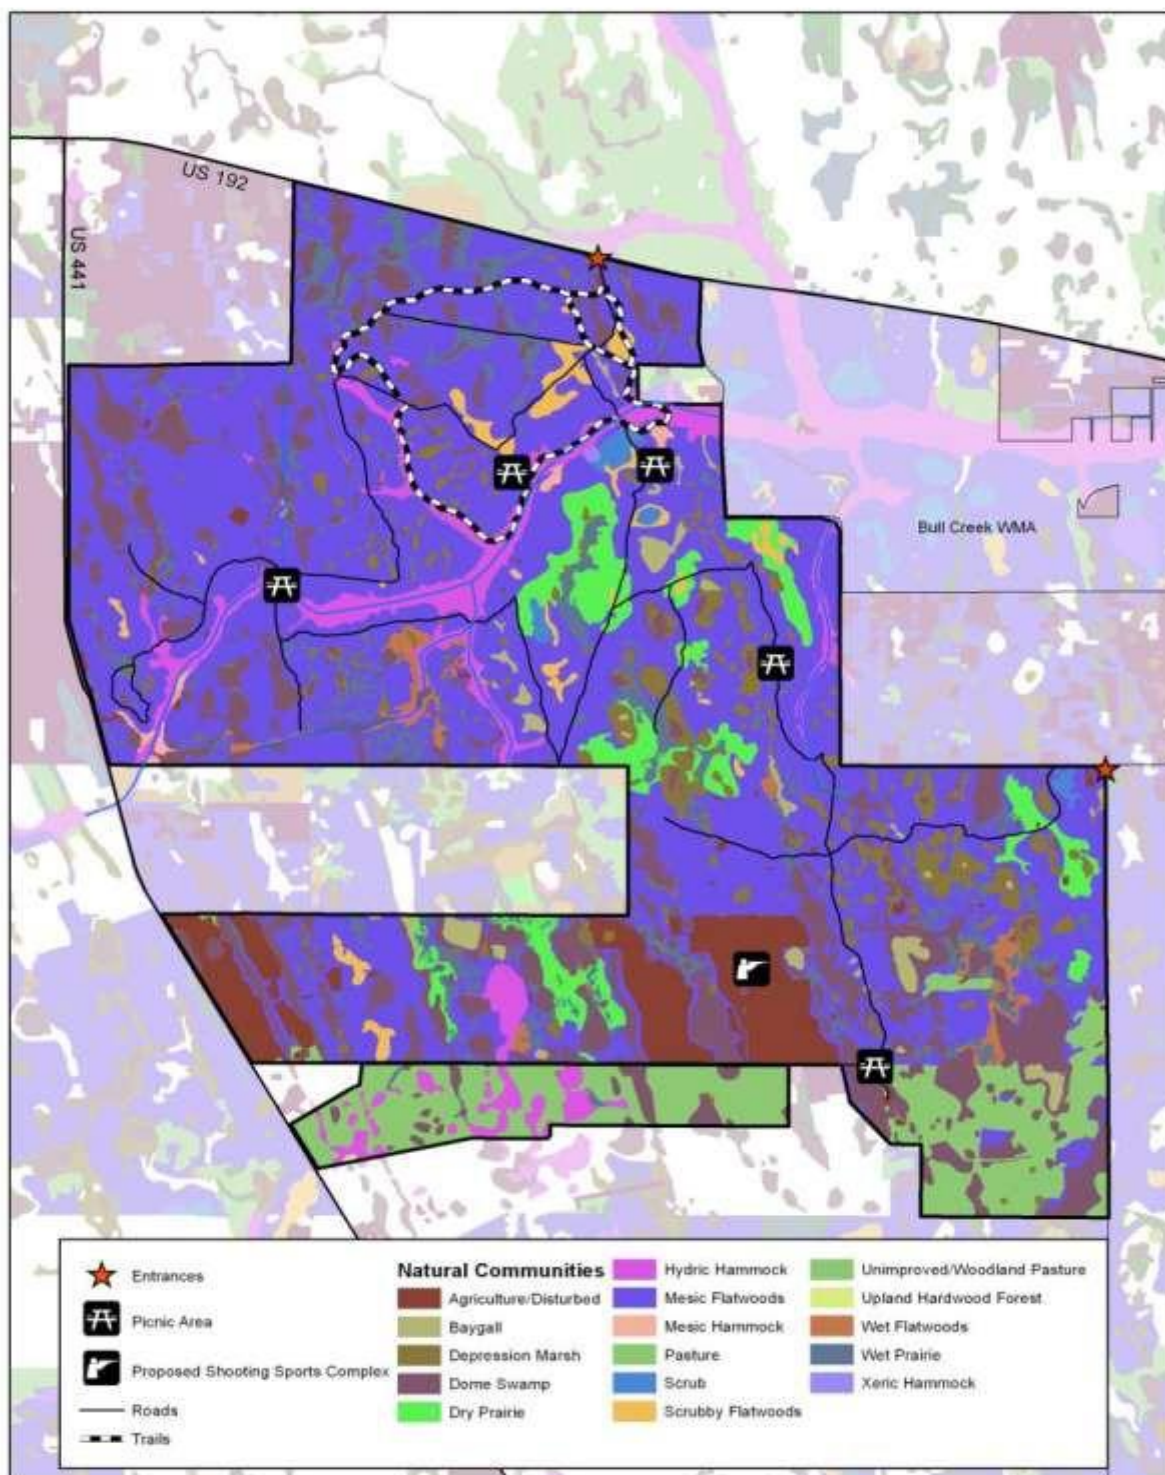 US 192
US 441
Bull Creek WMA
Entrances
Picnic Area
Proposed Shooting Sports Complex
Roads
Trails
Natural Communities
Agriculture/Disturbed
Baygall
Depression Marsh
Dome Swamp
Dry Prairie
Hydric Hammock
Mesic Flatwoods
Mesic Hammock
Pasture
Scrub
Scrubby Flatwoods
Unimproved/Woodland Pasture
Upland Hardwood Forest
Wet Flatwoods
Wet Prairie
Xeric Hammock